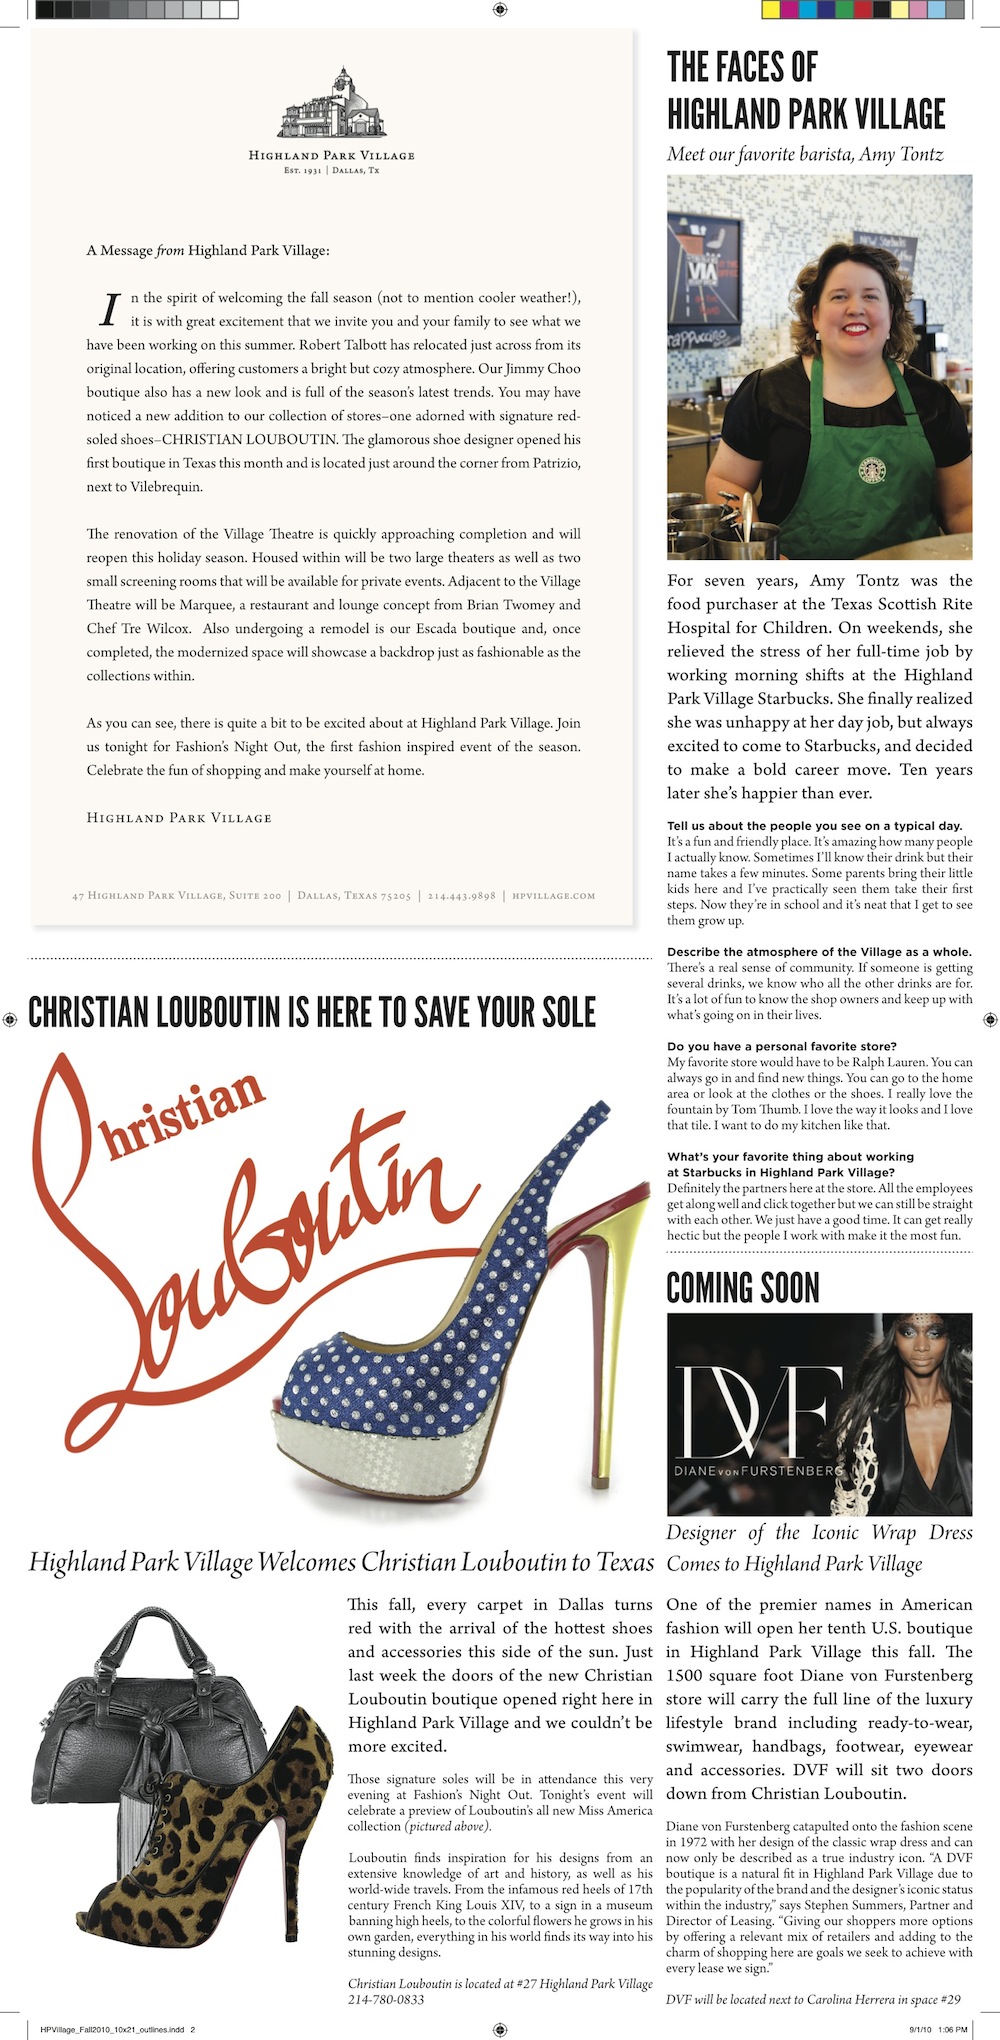 HIGHLAND PARK VILLAGE
EST. 1931 | DALLAS, TX
A Message from Highland Park Village:
In the spirit of welcoming the fall season (not to mention cooler weather!),
it is with great excitement that we invite you and your family to see what we
have been working on this summer. Robert Talbott has relocated just across from its
original location, offering customers a bright but cozy atmosphere. Our Jimmy Choo
boutique also has a new look and is full of the season's latest trends. You may have
noticed a new addition to our collection of stores–one adorned with signature red-
soled shoes–CHRISTIAN LOUBOUTIN. The glamorous shoe designer opened his
first boutique in Texas this month and is located just around the corner from Patrizio,
next to Vilebrequin.
The renovation of the Village Theatre is quickly approaching completion and will
reopen this holiday season. Housed within will be two large theaters as well as two
small screening rooms that will be available for private events. Adjacent to the Village
Theatre will be Marquee, a restaurant and lounge concept from Brian Twomey and
Chef Tre Wilcox. Also undergoing a remodel is our Escada boutique and, once
completed, the modernized space will showcase a backdrop just as fashionable as the
collections within.
As you can see, there is quite a bit to be excited about at Highland Park Village. Join
us tonight for Fashion's Night Out, the first fashion inspired event of the season.
Celebrate the fun of shopping and make yourself at home.
HIGHLAND PARK VILLAGE
47 HIGHLAND PARK VILLAGE, SUITE 200 | DALLAS, TEXAS 75205 | 214.443.9898 | HPVILLAGE.COM
CHRISTIAN LOUBOUTIN IS HERE TO SAVE YOUR SOLE
Christian
Louboutin
Highland Park Village Welcomes Christian Louboutin to Texas
This fall, every carpet in Dallas turns
red with the arrival of the hottest shoes
and accessories this side of the sun. Just
last week the doors of the new Christian
Louboutin boutique opened right here in
Highland Park Village and we couldn't be
more excited.
Those signature soles will be in attendance this very
evening at Fashion's Night Out. Tonight's event will
celebrate a preview of Louboutin's all new Miss America
collection (pictured above).
Louboutin finds inspiration for his designs from an
extensive knowledge of art and history, as well as his
world-wide travels. From the infamous red heels of 17th
century French King Louis XIV, to a sign in a museum
banning high heels, to the colorful flowers he grows in his
own garden, everything in his world finds its way into his
stunning designs.
Christian Louboutin is located at #27 Highland Park Village
214-780-0833
THE FACES OF
HIGHLAND PARK VILLAGE
Meet our favorite barista, Amy Tontz
VIA
frappuccino
STARBUCKS
COFFEE
For seven years, Amy Tontz was the
food purchaser at the Texas Scottish Rite
Hospital for Children. On weekends, she
relieved the stress of her full-time job by
working morning shifts at the Highland
Park Village Starbucks. She finally realized
she was unhappy at her day job, but always
excited to come to Starbucks, and decided
to make a bold career move. Ten years
later she's happier than ever.
Tell us about the people you see on a typical day.
It's a fun and friendly place. It's amazing how many people
I actually know. Sometimes I'll know their drink but their
name takes a few minutes. Some parents bring their little
kids here and I've practically seen them take their first
steps. Now they're in school and it's neat that I get to see
them grow up.
Describe the atmosphere of the Village as a whole.
There's a real sense of community. If someone is getting
several drinks, we know who all the other drinks are for.
It's a lot of fun to know the shop owners and keep up with
what's going on in their lives.
Do you have a personal favorite store?
My favorite store would have to be Ralph Lauren. You can
always go in and find new things. You can go to the home
area or look at the clothes or the shoes. I really love the
fountain by Tom Thumb. I love the way it looks and I love
that tile. I want to do my kitchen like that.
What's your favorite thing about working
at Starbucks in Highland Park Village?
Definitely the partners here at the store. All the employees
get along well and click together but we can still be straight
with each other. We just have a good time. It can get really
hectic but the people I work with make it the most fun.
COMING SOON
DVF
DIANE VON FURSTENBERG
Designer of the Iconic Wrap Dress
Comes to Highland Park Village
One of the premier names in American
fashion will open her tenth U.S. boutique
in Highland Park Village this fall. The
1500 square foot Diane von Furstenberg
store will carry the full line of the luxury
lifestyle brand including ready-to-wear,
swimwear, handbags, footwear, eyewear
and accessories. DVF will sit two doors
down from Christian Louboutin.
Diane von Furstenberg catapulted onto the fashion scene
in 1972 with her design of the classic wrap dress and can
now only be described as a true industry icon. "A DVF
boutique is a natural fit in Highland Park Village due to
the popularity of the brand and the designer's iconic status
within the industry," says Stephen Summers, Partner and
Director of Leasing. "Giving our shoppers more options
by offering a relevant mix of retailers and adding to the
charm of shopping here are goals we seek to achieve with
every lease we sign."
DVF will be located next to Carolina Herrera in space #29
HPVillage_Fall2010_10x21_outlines.indd 2
9/1/10 1:06 PM